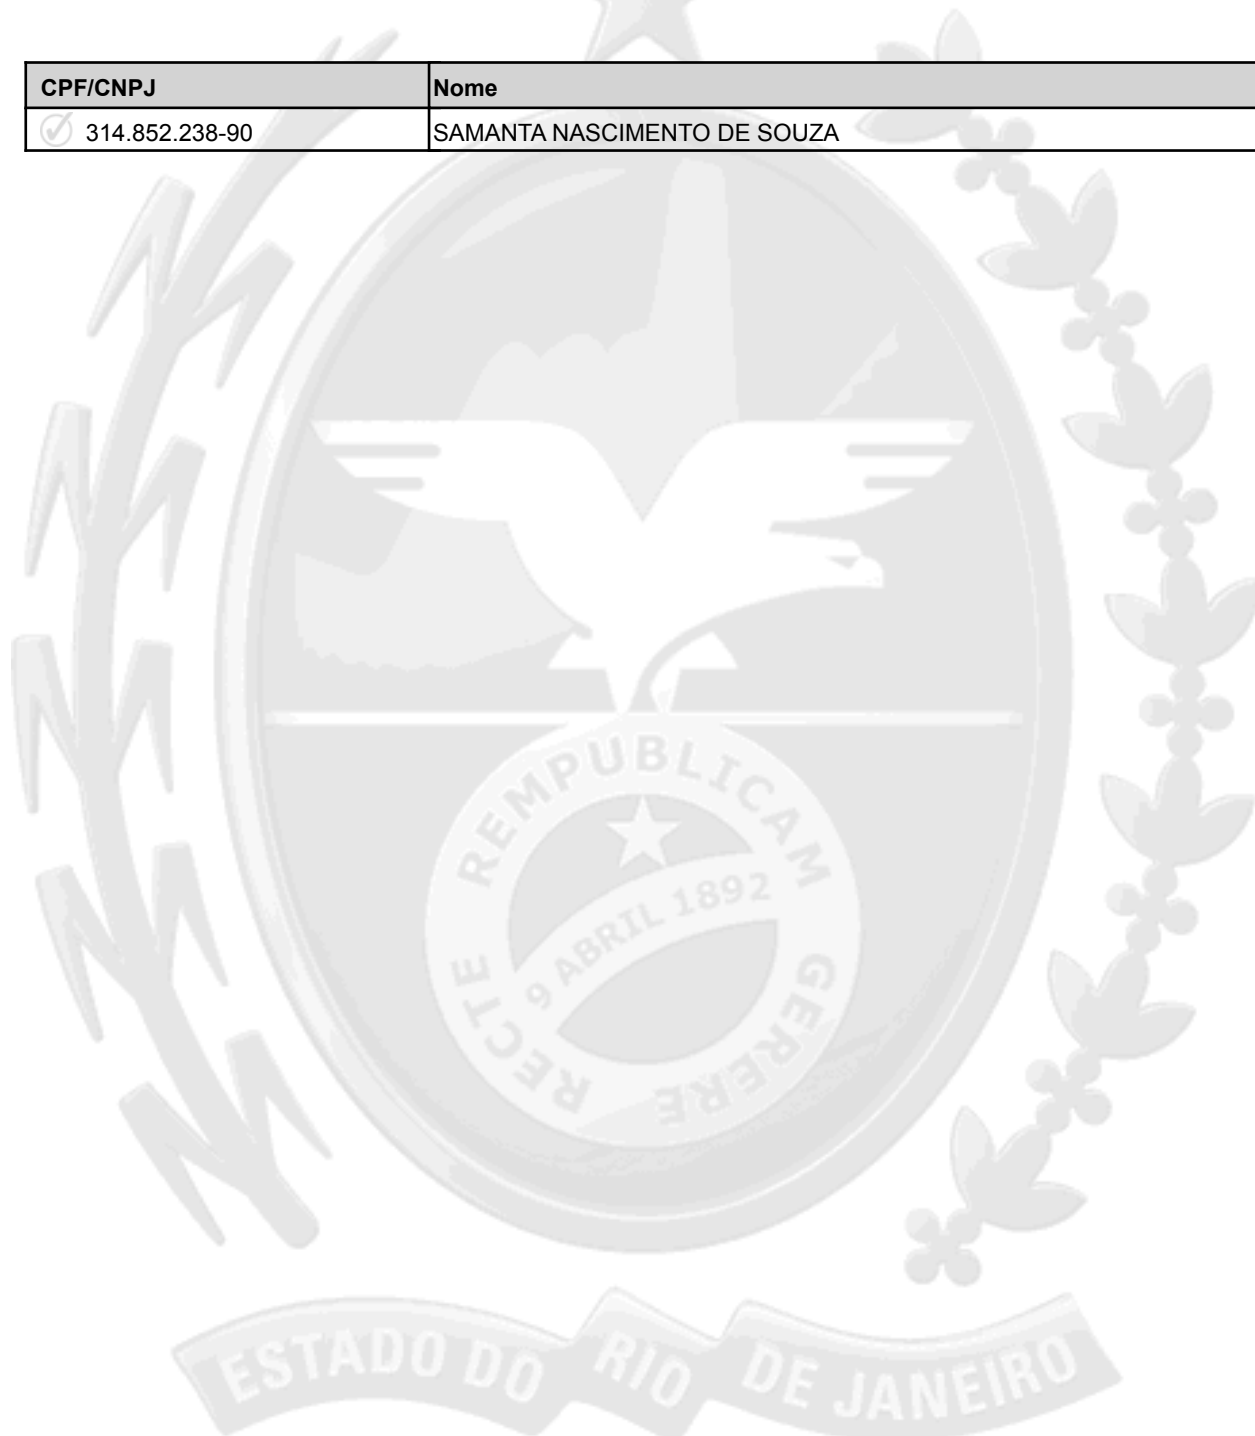 CPF/CNPJ Nome
314.852.238-90 SAMANTA NASCIMENTO DE SOUZA
REMPUBLICAM
9 ABRIL 1892
RECTE GERERE
ESTADO DO RIO DE JANEIRO